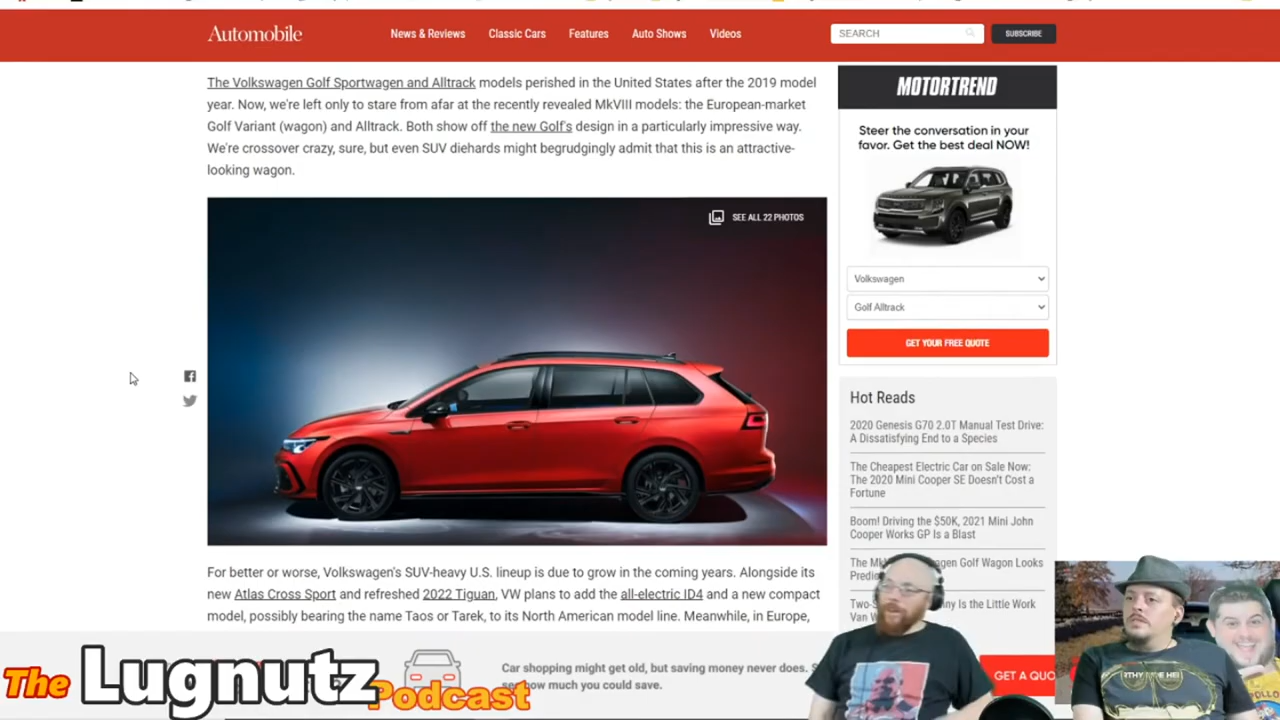 Automobile
News & Reviews
Classic Cars
Features
Auto Shows
Videos
SEARCH
SUBSCRIBE
The Volkswagen Golf Sportwagen and Alltrack models perished in the United States after the 2019 model
year. Now, we're left only to stare from afar at the recently revealed MkVIII models: the European-market
Golf Variant (wagon) and Alltrack. Both show off the new Golf's design in a particularly impressive way.
We're crossover crazy, sure, but even SUV diehards might begrudgingly admit that this is an attractive-
looking wagon.
SEE ALL 22 PHOTOS
For better or worse, Volkswagen's SUV-heavy U.S. lineup is due to grow in the coming years. Alongside its
new Atlas Cross Sport and refreshed 2022 Tiguan, VW plans to add the all-electric ID4 and a new compact
model, possibly bearing the name Taos or Tarek, to its North American model line. Meanwhile, in Europe,
MOTORTREND
Steer the conversation in your
favor. Get the best deal NOW!
Volkswagen
Golf Alltrack
GET YOUR FREE QUOTE
Hot Reads
2020 Genesis G70 2.0T Manual Test Drive:
A Dissatisfying End to a Species
The Cheapest Electric Car on Sale Now:
The 2020 Mini Cooper SE Doesn't Cost a
Fortune
Boom! Driving the $50K, 2021 Mini John
Cooper Works GP Is a Blast
The Golf Wagon Looks
is the Little Work
Van
The Lugnutz
Podcast
Car shopping might get old, but saving money never does.
how much you could save.
GET A QUO